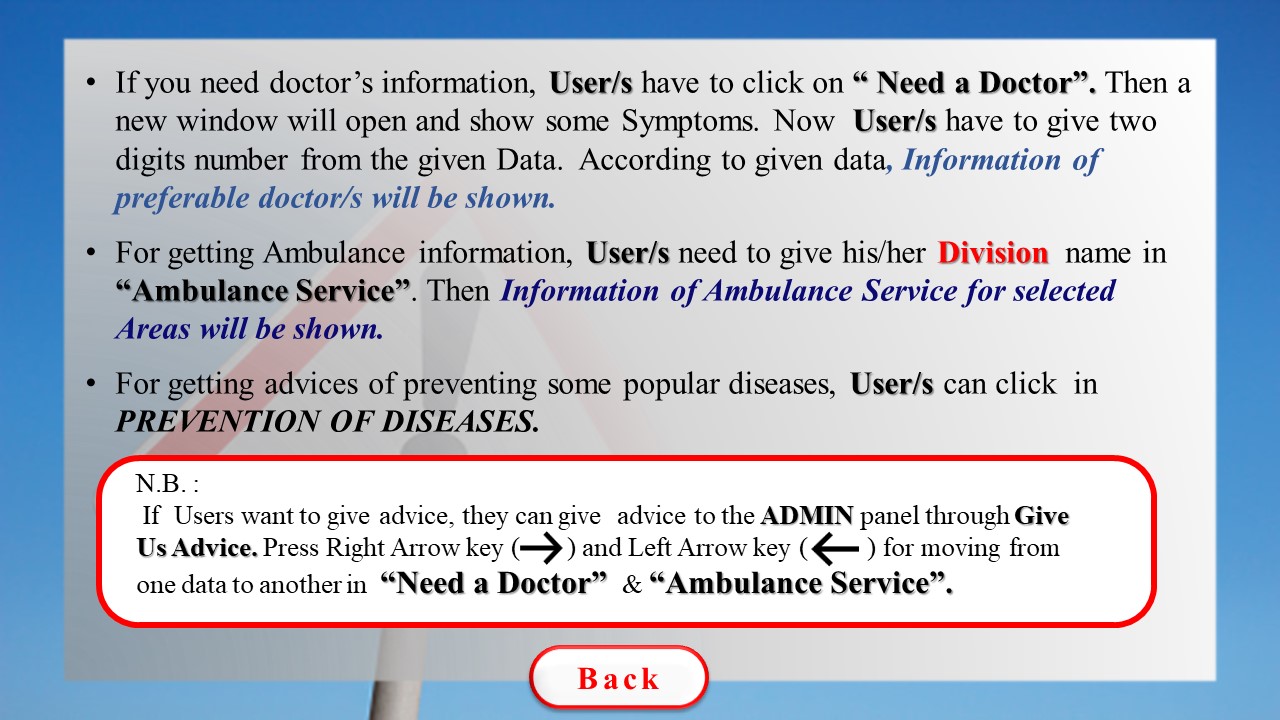 • If you need doctor’s information, User/s have to click on “ Need a Doctor”. Then a
new window will open and show some Symptoms. Now User/s have to give two
digits number from the given Data. According to given data, Information of
preferable doctor/s will be shown.
• For getting Ambulance information, User/s need to give his/her Division name in
“Ambulance Service”. Then Information of Ambulance Service for selected
Areas will be shown.
• For getting advices of preventing some popular diseases, User/s can click in
PREVENTION OF DISEASES.
N.B. :
If Users want to give advice, they can give advice to the ADMIN panel through Give
Us Advice. Press Right Arrow key (→) and Left Arrow key (←) for moving from
one data to another in “Need a Doctor” & “Ambulance Service”.
Back